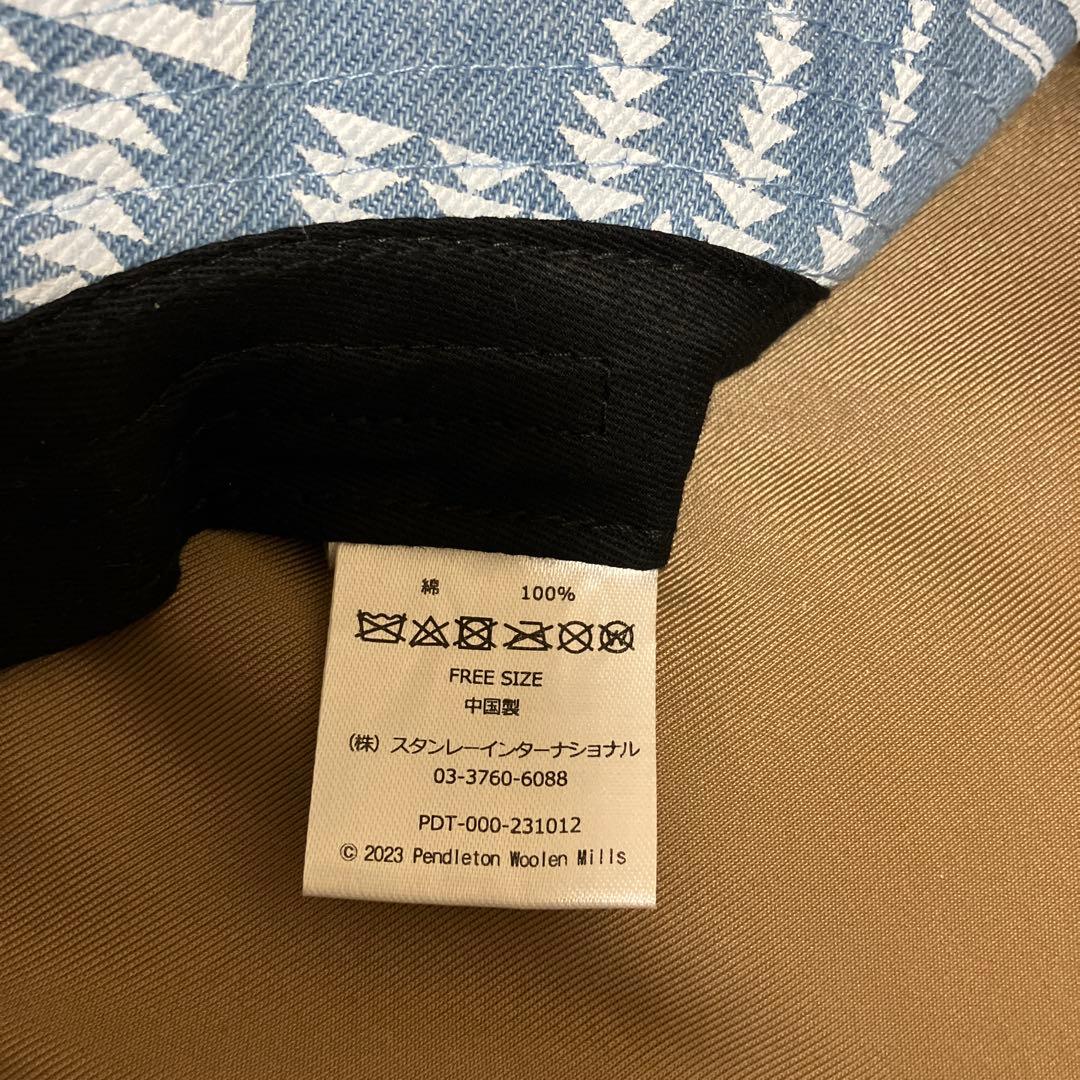 綿 100%
FREE SIZE
中国製
(株) スタンレーインターナショナル
03-3760-6088
PDT-000-231012
© 2023 Pendleton Woolen Mills